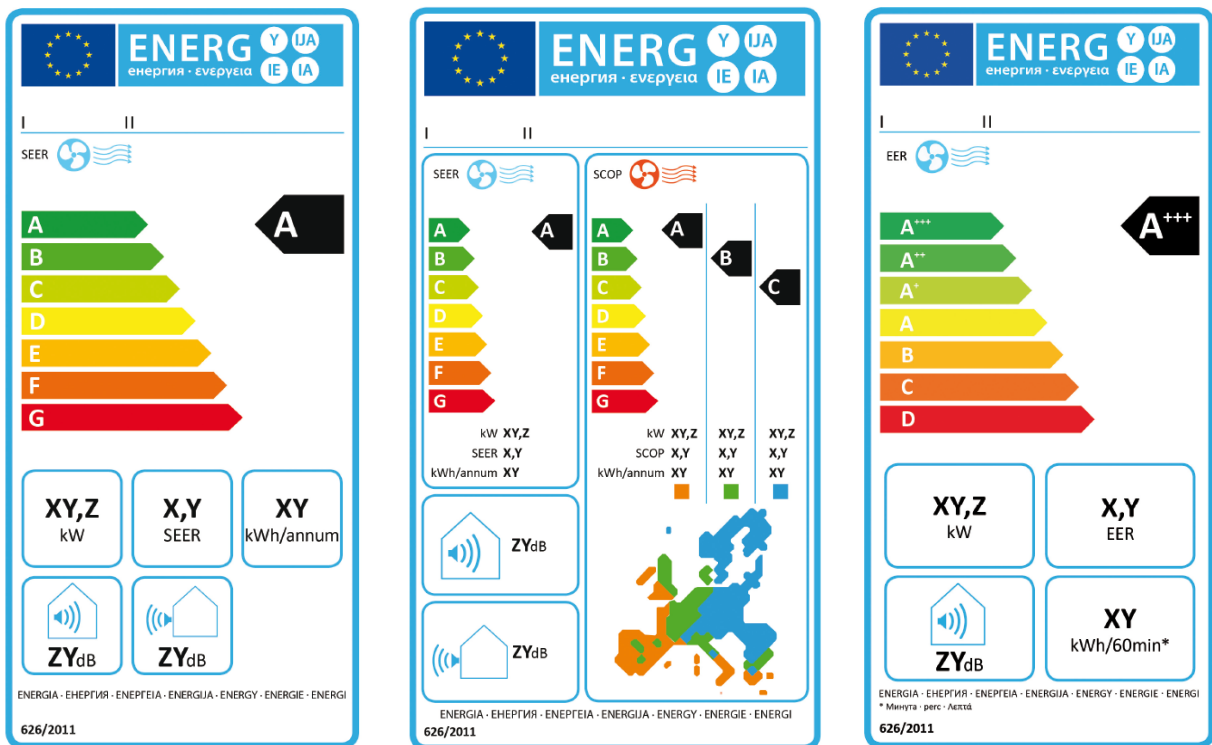 ENERG Y IJA
енергия · ενεργεια IE IA
I II
SEER
A A
B
C
D
E
F
G
XY,Z X,Y XY
kW SEER kWh/annum
ZYdB ZYdB
ENERGIA · ЕНЕРГИЯ · ΕΝΕΡΓΕΙΑ · ENERGIJA · ENERGY · ENERGIE · ENERGI
626/2011
ENERG Y IJA
енергия · ενεργεια IE IA
I II
SEER
A A
B
C
D
E
F
G
kW XY,Z
SEER X,Y
kWh/annum XY
ZYdB
ZYdB
SCOP
A A
B B
C C
D
E
F
G
kW XY,Z XY,Z XY,Z
SCOP X,Y X,Y X,Y
kWh/annum XY XY XY
ENERGIA · ЕНЕРГИЯ · ΕΝΕΡΓΕΙΑ · ENERGIJA · ENERGY · ENERGIE · ENERGI
626/2011
ENERG Y IJA
енергия · ενεργεια IE IA
I II
EER
A+++ A+++
A++
A+
A
B
C
D
XY,Z X,Y
kW EER
ZYdB XY
kWh/60min*
ENERGIA · ЕНЕРГИЯ · ΕΝΕΡΓΕΙΑ · ENERGIJA · ENERGY · ENERGIE · ENERGI
* Минута · perc · Λεπτά
626/2011